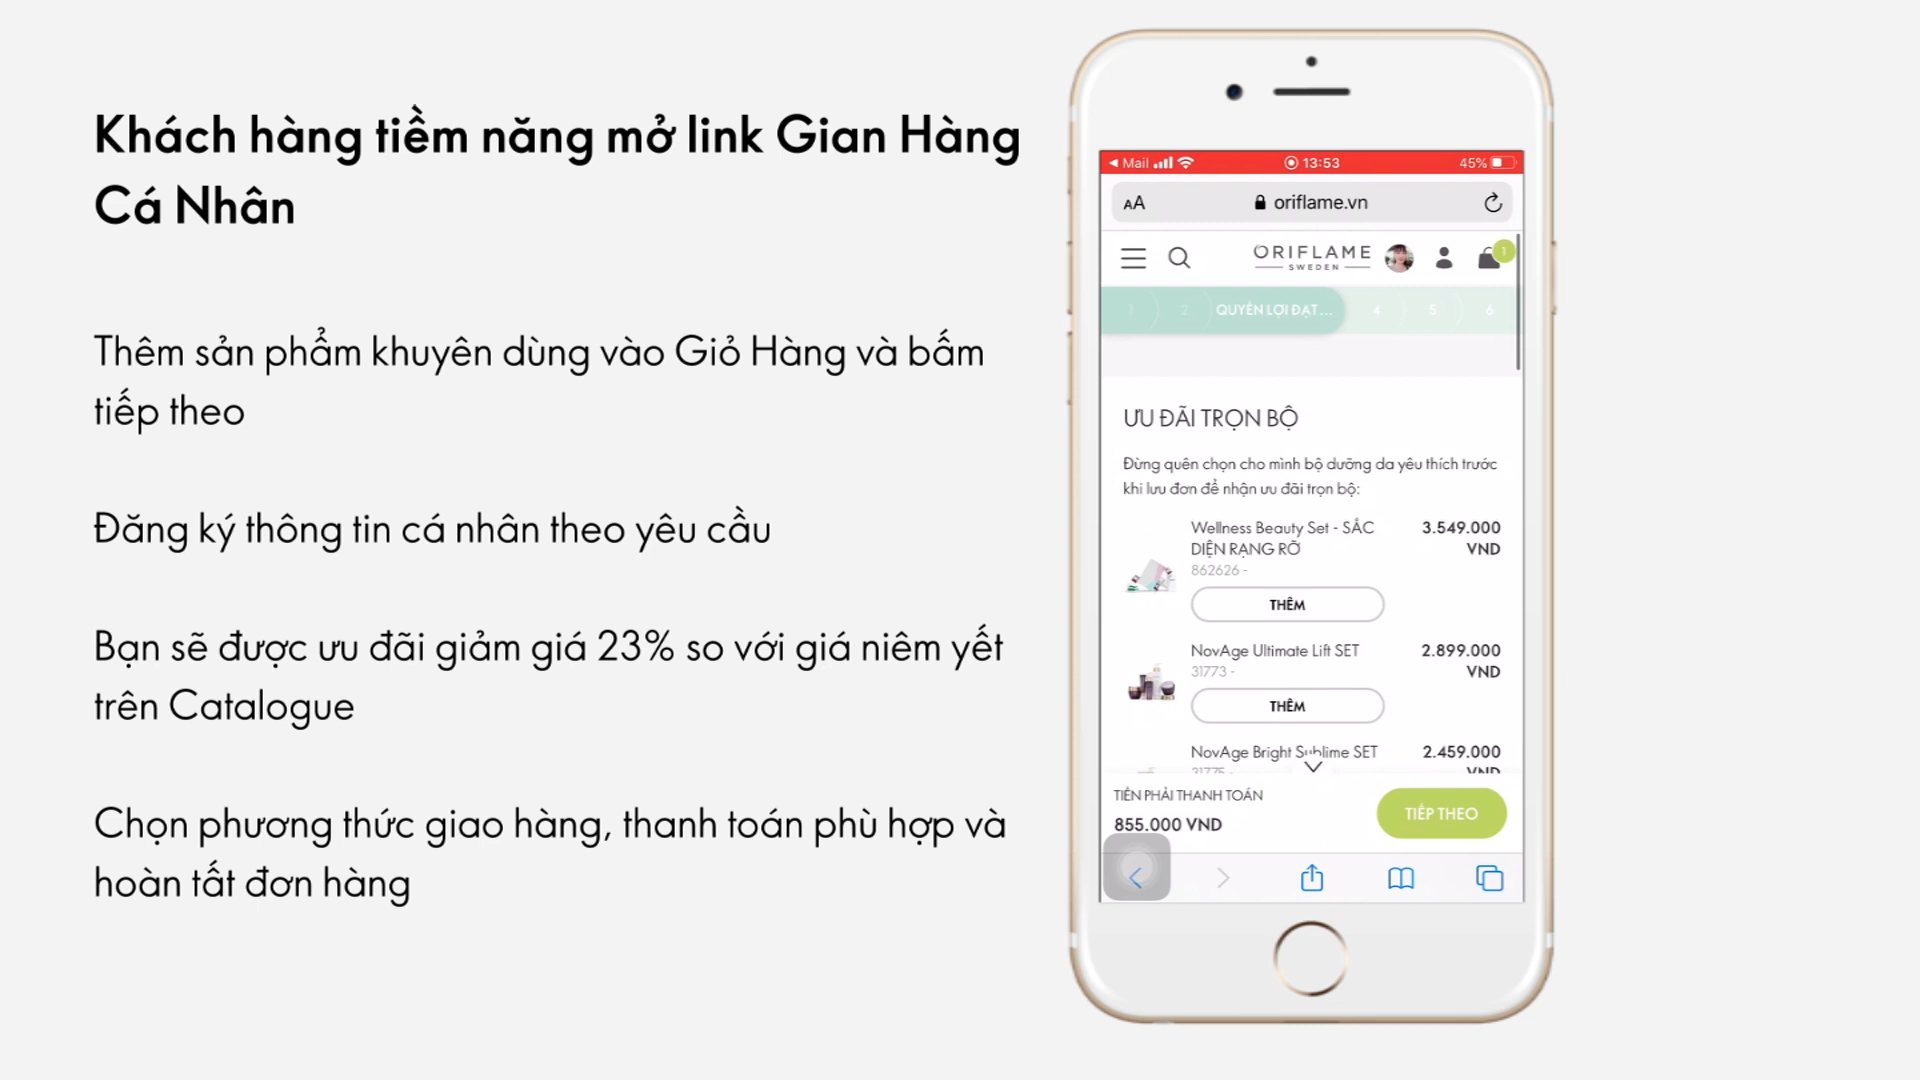 Khách hàng tiềm năng mở link Gian Hàng
Cá Nhân
Thêm sản phẩm khuyên dùng vào Giỏ Hàng và bấm
tiếp theo
Đăng ký thông tin cá nhân theo yêu cầu
Bạn sẽ được ưu đãi giảm giá 23% so với giá niêm yết
trên Catalogue
Chọn phương thức giao hàng, thanh toán phù hợp và
hoàn tất đơn hàng
Mail 13:53 45%
AA oriflame.vn
ORIFLAME
SWEDEN
1
1 2 QUYỀN LỢI ĐẠT... 4 5 6
ƯU ĐÃI TRỌN BỘ
Đừng quên chọn cho mình bộ dưỡng da yêu thích trước
khi lưu đơn để nhận ưu đãi trọn bộ:
Wellness Beauty Set - SẮC 3.549.000
DIỆN RẠNG RỠ VND
862626 -
THÊM
NovAge Ultimate Lift SET 2.899.000
31773 - VND
THÊM
NovAge Bright Sublime SET 2.459.000
31775 - VND
TIỀN PHẢI THANH TOÁN
855.000 VND
TIẾP THEO